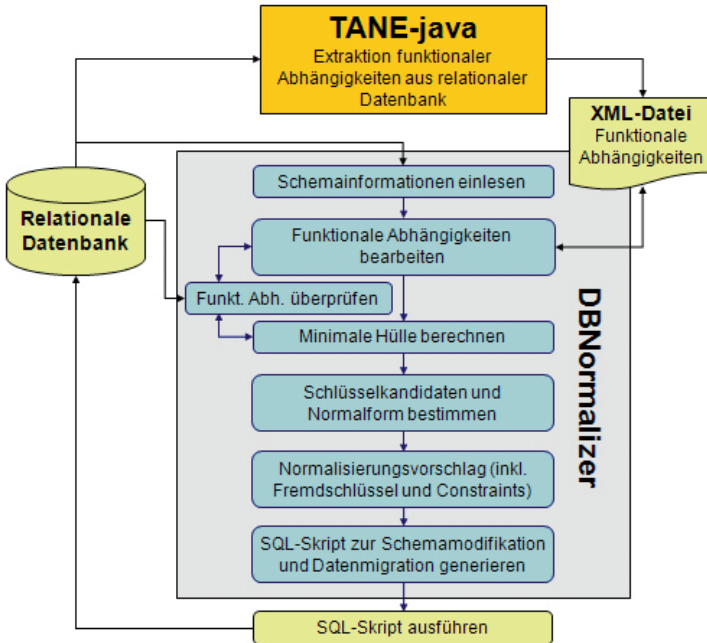 TANE-java
Extraktion funktionaler
Abhängigkeiten aus relationaler
Datenbank
XML-Datei
Funktionale
Abhängigkeiten
Schemainformationen einlesen
Relationale
Datenbank
Funktionale Abhängigkeiten
bearbeiten
Funkt. Abh. überprüfen
Minimale Hülle berechnen
Schlüsselkandidaten und
Normalform bestimmen
Normalisierungsvorschlag (inkl.
Fremdschlüssel und Constraints)
SQL-Skript zur Schemamodifikation
und Datenmigration generieren
DBNormalizer
SQL-Skript ausführen